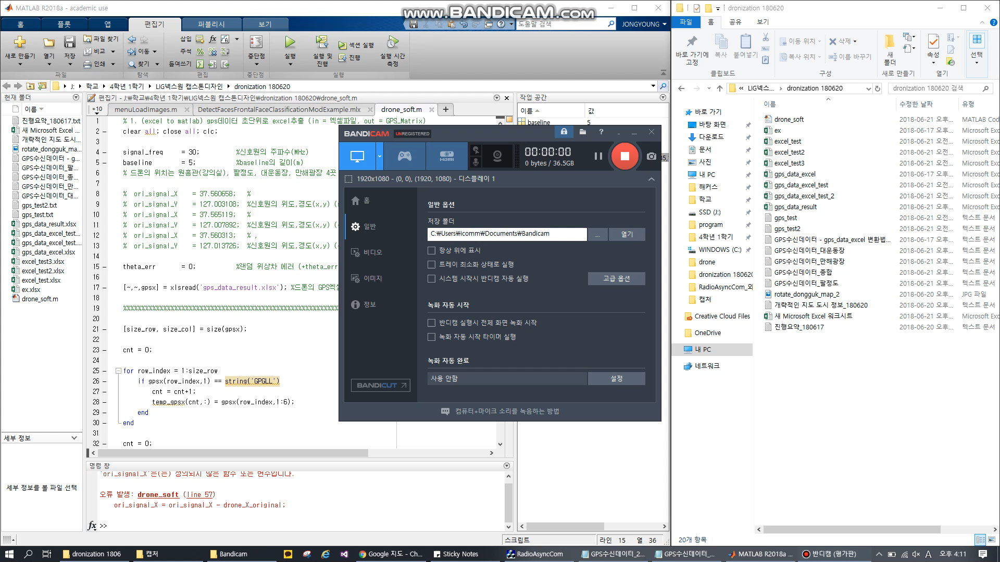 MATLAB R2018a - academic use
www.BANDICAM.com
홈
플롯
앱
편집기
퍼블리시
보기
도움말 검색
JONGYOUNG
새로 만들기
열기
저장
파일 찾기
비교
인쇄
이동
찾기
삽입
주석
들여쓰기
중단점
실행
실행 및
진행
섹션 실행
진행
실행 시간
측정
파일
탐색
편집
중단점
실행
J:
학교
4학년 1학기
LIG넥스원 캡스톤디자인
dronization 180620
현재 폴더
이름
진행요약_180617.txt
새 Microsoft Excel ...
개략적인 지도 도시...
rotate_dongguk_ma...
GPS수신데이터 - g...
GPS수신데이터_팔...
GPS수신데이터_종...
GPS수신데이터_만...
GPS수신데이터_대...
gps_test2.txt
gps_test.txt
gps_data_result.xlsx
gps_data_excel_test...
gps_data_excel_test....
gps_data_excel.xlsx
excel_test3.xlsx
excel_test2.xlsx
excel_test.xlsx
ex.xlsx
drone_soft.m
세부 정보
세부 정보를 볼 파일 선택
편집기 - J:₩학교₩4학년 1학기₩LIG넥스원 캡스톤디자인₩dronization 180620₩drone_soft.m
+10
menuLoadImages.m
DetectFacesFrontalFaceClassificationModExample.mlx
drone_soft.m
1 % 1. (excel to matlab) gps데이터 초단위로 excel추출 (in = 엑셀파일, out = GPS_Matrix)
2 – clear all; close all; clc;
3
4 – signal_freq = 30; %신호원의 주파수(MHz)
5 – baseline = 5; %baseline의 길이(m)
6 % 드론의 위치는 원흥관(강의실), 팔정도, 대운동장, 만해광장 4곳
7
8 % ori_signal_X = 37.560658; %
9 % ori_signal_Y = 127.003108; %신호원의 위도,경도(x,y) (
10 % ori_signal_X = 37.565119; %
11 % ori_signal_Y = 127.007892; %신호원의 위도,경도(x,y) (
12 % ori_signal_X = 37.560313; % ,
13 % ori_signal_Y = 127.013726; %신호원의 위도,경도(x,y) (
14
15 – theta_err = 0; %랜덤 위상차 에러 (+theta_err
16
17 – [~,~,gpsx] = xlsread('gps_data_result.xlsx'); %드론의 GPS엑셀
18
19 %%%%%%%%%%%%%%%%%%%%%%%%%%%%%%%%%%%%%%%%%%%%%%%%%%%%%%%%%%%
20
21 – [size_row, size_col] = size(gpsx);
22
23 – cnt = 0;
24
25 – for row_index = 1:size_row
26 – if gpsx(row_index,1) == string('GPGLL')
27 – cnt = cnt+1;
28 – temp_gpsx(cnt,:) = gpsx(row_index,1:6);
29 – end
30 – end
31
32 – cnt = 0;
명령 창
'ori_signal_X'은(는) 정의되지 않은 함수 또는 변수입니다.
오류 발생: drone_soft (line 57)
ori_signal_X = ori_signal_X - drone_X_original;
fx >>
작업 공간
이름
값
baseline
5
스크립트
라인 15
열 36
BANDICAM
UNREGISTERED
HDMI
00:00:00
0 bytes / 36.5GB
1920x1080 - (0, 0), (1920, 1080) - 디스플레이 1
홈
일반
비디오
이미지
정보
BANDICUT
일반 옵션
저장 폴더
C:₩Users₩icomm₩Documents₩Bandicam
...
열기
항상 위에 표시
트레이 최소화 상태로 실행
시스템 시작시 반디캠 자동 실행
고급 옵션
녹화 자동 시작
반디캠 실행시 전체 화면 녹화 시작
녹화 자동 시작 타이머 실행
녹화 자동 완료
사용 안함
설정
컴퓨터+마이크 소리를 녹음하는 방법
dronization 180620
파일
홈
공유
보기
바로 가기에
고정
복사
붙여넣기
이동 위치
복사 위치
삭제
이름 바꾸기
새
폴더
속성
선택
클립보드
구성
새로 만들기
열기
« LIG넥스...
dronization 180620
dronization 180620 검색
바로 가기
바탕 화면
다운로드
문서
사진
내 PC
해커스
학교
SSD (J:)
program
4학년 1학기
WINDOWS (C:)
drone
dronization 180620
RadioAsyncCom_외
캡처
Creative Cloud Files
OneDrive
내 PC
네트워크
이름
수정한 날짜
유형
drone_soft 2018-06-21 오후... MATLAB Cod
ex 2018-06-17 오전... Microsoft Exc
excel_test 2018-06-21 오전... Microsoft Exc
excel_test2 2018-06-21 오전... Microsoft Exc
excel_test3 2018-06-21 오전... Microsoft Exc
gps_data_excel 2018-06-17 오전... Microsoft Exc
gps_data_excel_test 2018-06-21 오전... Microsoft Exc
gps_data_excel_test_2 2018-06-21 오전... Microsoft Exc
gps_data_result 2018-06-21 오후... Microsoft Exc
gps_test 2018-06-21 오전... 텍스트 문서
gps_test2 2018-06-21 오전... 텍스트 문서
GPS수신데이터 - gps_data_excel 변환법... 2018-06-17 오전... 텍스트 문서
GPS수신데이터_대운동장 2018-06-21 오후... 텍스트 문서
GPS수신데이터_만해광장 2018-06-21 오후... 텍스트 문서
GPS수신데이터_종합 2018-06-21 오후... 텍스트 문서
GPS수신데이터_팔정도 2018-06-21 오후... 텍스트 문서
rotate_dongguk_map_2 2018-06-20 오후... JPG 파일
개략적인 지도 도시 정보_180620 2018-06-20 오후... 텍스트 문서
새 Microsoft Excel 워크시트 2018-06-21 오후... Microsoft Exc
진행요약_180617 2018-06-20 오후... 텍스트 문서
20개 항목
dronization 1806
캡처
Bandicam
Google 지도 - Ch...
Sticky Notes
RadioAsyncCom
GPS수신데이터_2...
GPS수신데이터_...
MATLAB R2018a ...
반디캠 (평가판)
A
오후 4:11